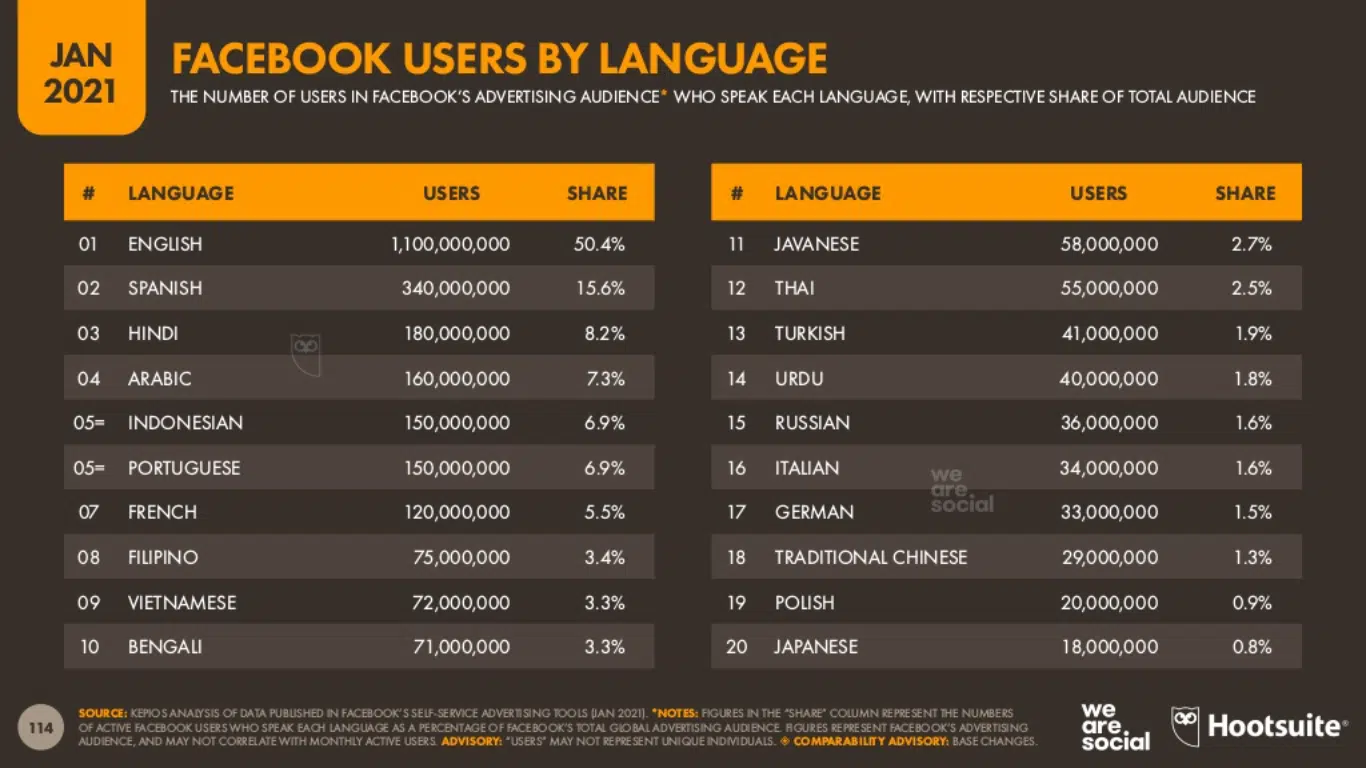 JAN
2021
FACEBOOK USERS BY LANGUAGE
THE NUMBER OF USERS IN FACEBOOK'S ADVERTISING AUDIENCE* WHO SPEAK EACH LANGUAGE, WITH RESPECTIVE SHARE OF TOTAL AUDIENCE
# LANGUAGE USERS SHARE
01 ENGLISH 1,100,000,000 50.4%
02 SPANISH 340,000,000 15.6%
03 HINDI 180,000,000 8.2%
04 ARABIC 160,000,000 7.3%
05= INDONESIAN 150,000,000 6.9%
05= PORTUGUESE 150,000,000 6.9%
07 FRENCH 120,000,000 5.5%
08 FILIPINO 75,000,000 3.4%
09 VIETNAMESE 72,000,000 3.3%
10 BENGALI 71,000,000 3.3%
# LANGUAGE USERS SHARE
11 JAVANESE 58,000,000 2.7%
12 THAI 55,000,000 2.5%
13 TURKISH 41,000,000 1.9%
14 URDU 40,000,000 1.8%
15 RUSSIAN 36,000,000 1.6%
16 ITALIAN 34,000,000 1.6%
17 GERMAN 33,000,000 1.5%
18 TRADITIONAL CHINESE 29,000,000 1.3%
19 POLISH 20,000,000 0.9%
20 JAPANESE 18,000,000 0.8%
we
are
social
114
SOURCE: KEPIOS ANALYSIS OF DATA PUBLISHED IN FACEBOOK'S SELF-SERVICE ADVERTISING TOOLS (JAN 2021). *NOTES: FIGURES IN THE "SHARE" COLUMN REPRESENT THE NUMBERS
OF ACTIVE FACEBOOK USERS WHO SPEAK EACH LANGUAGE AS A PERCENTAGE OF FACEBOOK'S TOTAL GLOBAL ADVERTISING AUDIENCE. FIGURES REPRESENT FACEBOOK'S ADVERTISING
AUDIENCE, AND MAY NOT CORRELATE WITH MONTHLY ACTIVE USERS. ADVISORY: "USERS" MAY NOT REPRESENT UNIQUE INDIVIDUALS. ◈ COMPARABILITY ADVISORY: BASE CHANGES.
we
are
social
Hootsuite®